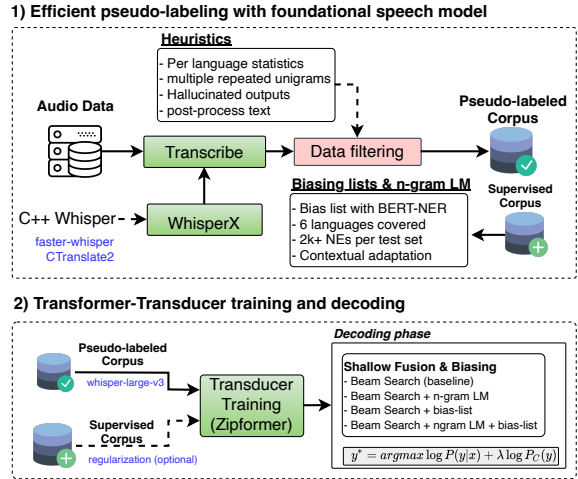 1) Efficient pseudo-labeling with foundational speech model
Heuristics
- Per language statistics
- multiple repeated unigrams
- Hallucinated outputs
- post-process text
Audio Data
Transcribe
Data filtering
Pseudo-labeled
Corpus
C++ Whisper
faster-whisper
CTranslate2
WhisperX
Biasing lists & n-gram LM
- Bias list with BERT-NER
- 6 languages covered
- 2k+ NEs per test set
- Contextual adaptation
Supervised
Corpus
2) Transformer-Transducer training and decoding
Pseudo-labeled
Corpus
whisper-large-v3
Supervised
Corpus
regularization (optional)
Transducer
Training
(Zipformer)
Decoding phase
Shallow Fusion & Biasing
- Beam Search (baseline)
- Beam Search + n-gram LM
- Beam Search + bias-list
- Beam Search + ngram LM + bias-list
y* = argmax log P(y|x) + λ log P_C(y)